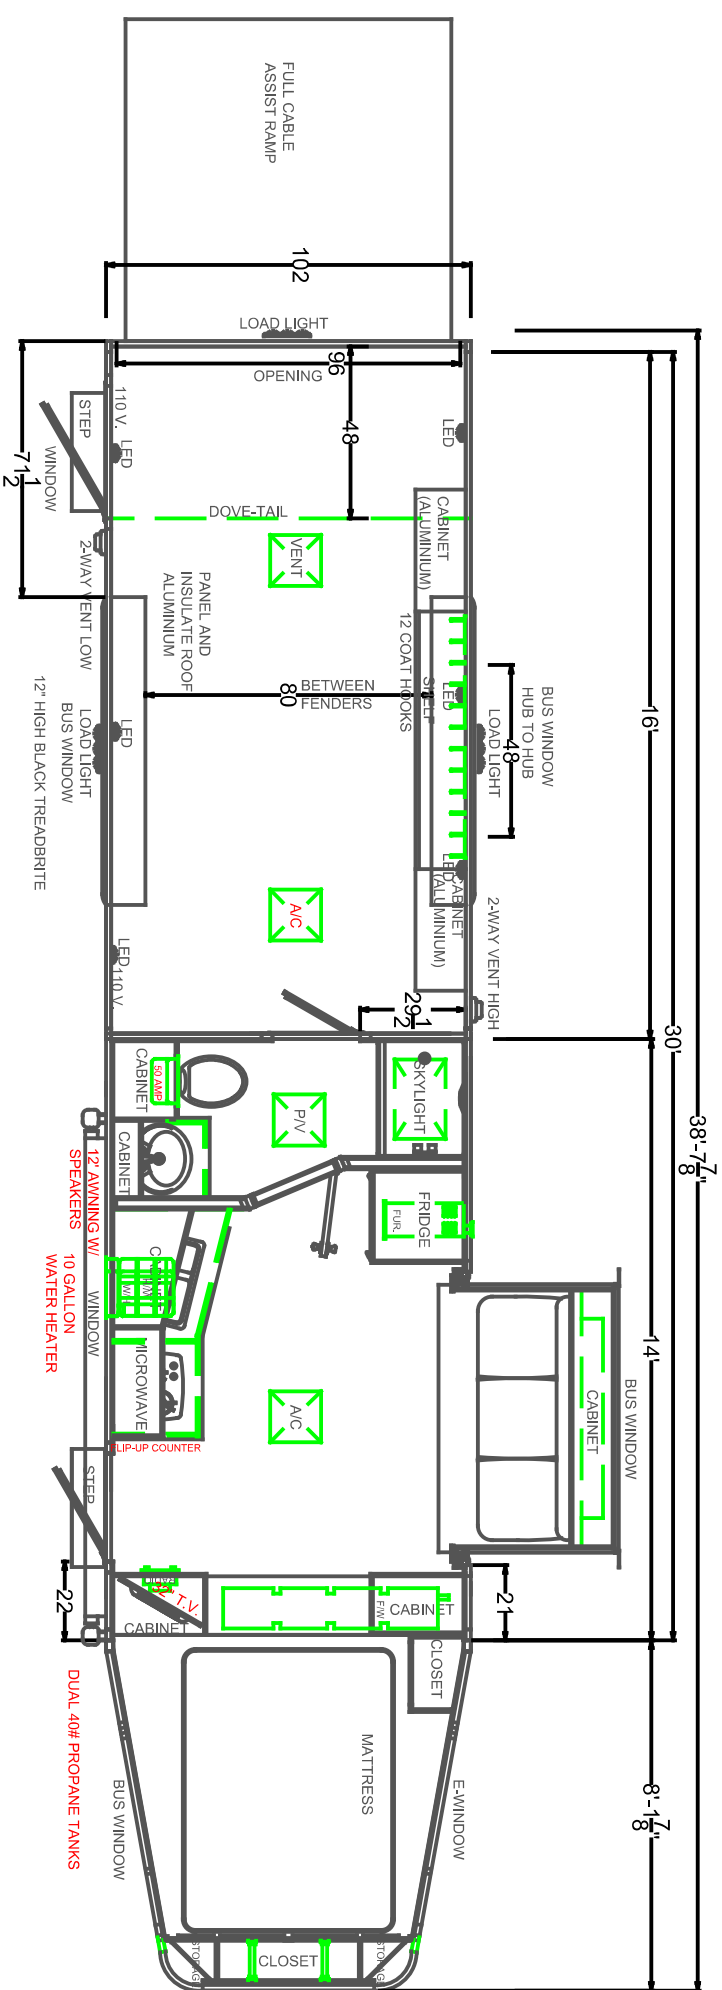 FULL CABLE
ASSIST RAMP
102
LOAD LIGHT
96
OPENING
48
110 V.
LED
STEP
WINDOW
71 1/2
LED
DOVE-TAIL
CABINET
(ALUMINIUM)
VENT
2-WAY VENT LOW
PANEL AND
INSULATE ROOF
ALUMINIUM
12 COAT HOOKS
SHELF
LED
80
BETWEEN
FENDERS
LED
LOAD LIGHT
BUS WINDOW
12" HIGH BLACK TREADBRITE
BUS WINDOW
HUB TO HUB
48
LOAD LIGHT
16'
LED
CABINET
(ALUMINIUM)
A/C
LED
110 V.
2-WAY VENT HIGH
29 1/2
30'
38'-7 7/8"
CABINET
50 AMP
P/V
SKYLIGHT
CABINET
12' AWNING W/
SPEAKERS
FRIDGE
FUR.
10 GALLON
WATER HEATER
WINDOW
MICROWAVE
FLIP-UP COUNTER
A/C
14'
BUS WINDOW
CABINET
STEP
22
RADIO
32" T.V.
CABINET
F/W
CABINET
21
CLOSET
DUAL 40# PROPANE TANKS
BUS WINDOW
MATTRESS
E-WINDOW
8'-1 7/8"
STORAGE
CLOSET
STORAGE